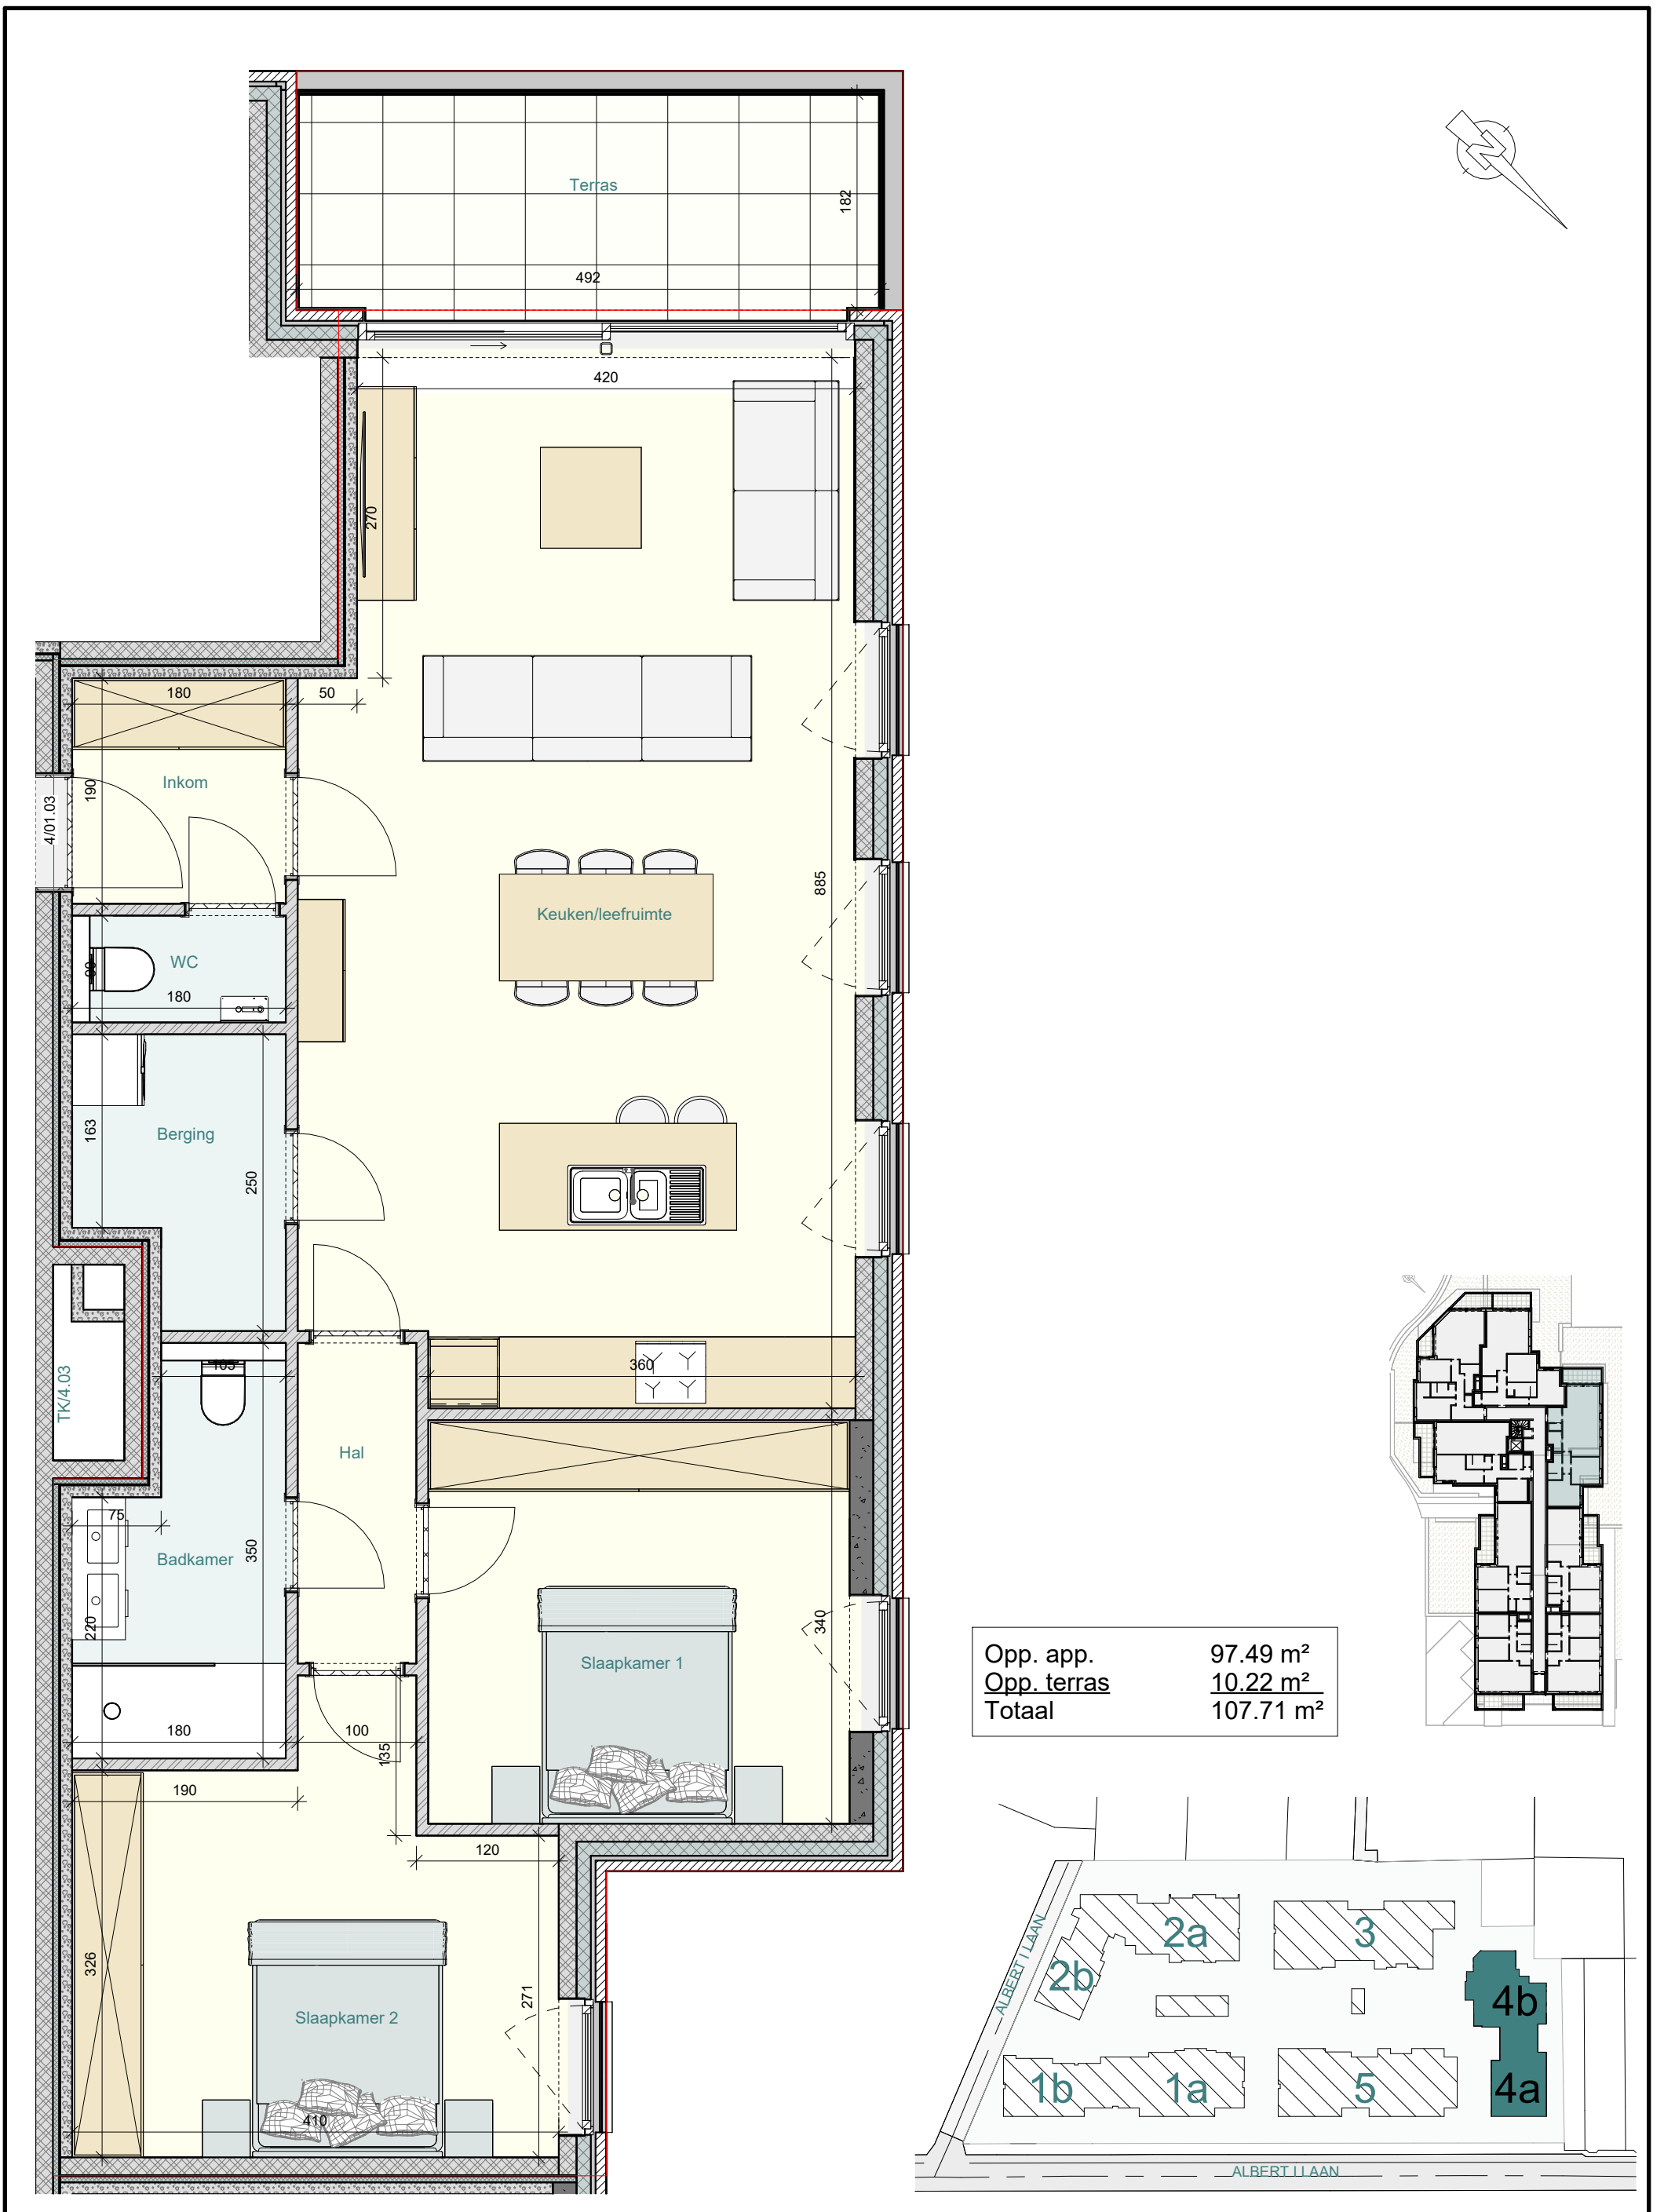 Terras
182
492
420
270
180
50
Inkom
190
4/01.03
885
Keuken/leefruimte
WC
90
180
163
Berging
250
TK/4.03
105
360
Hal
75
Badkamer
350
220
340
Slaapkamer 1
180
100
135
190
120
326
271
Slaapkamer 2
410
N
Opp. app. 97.49 m²
Opp. terras 10.22 m²
Totaal 107.71 m²
ALBERT I LAAN
2a
3
2b
4b
1b
1a
5
4a
ALBERT I LAAN